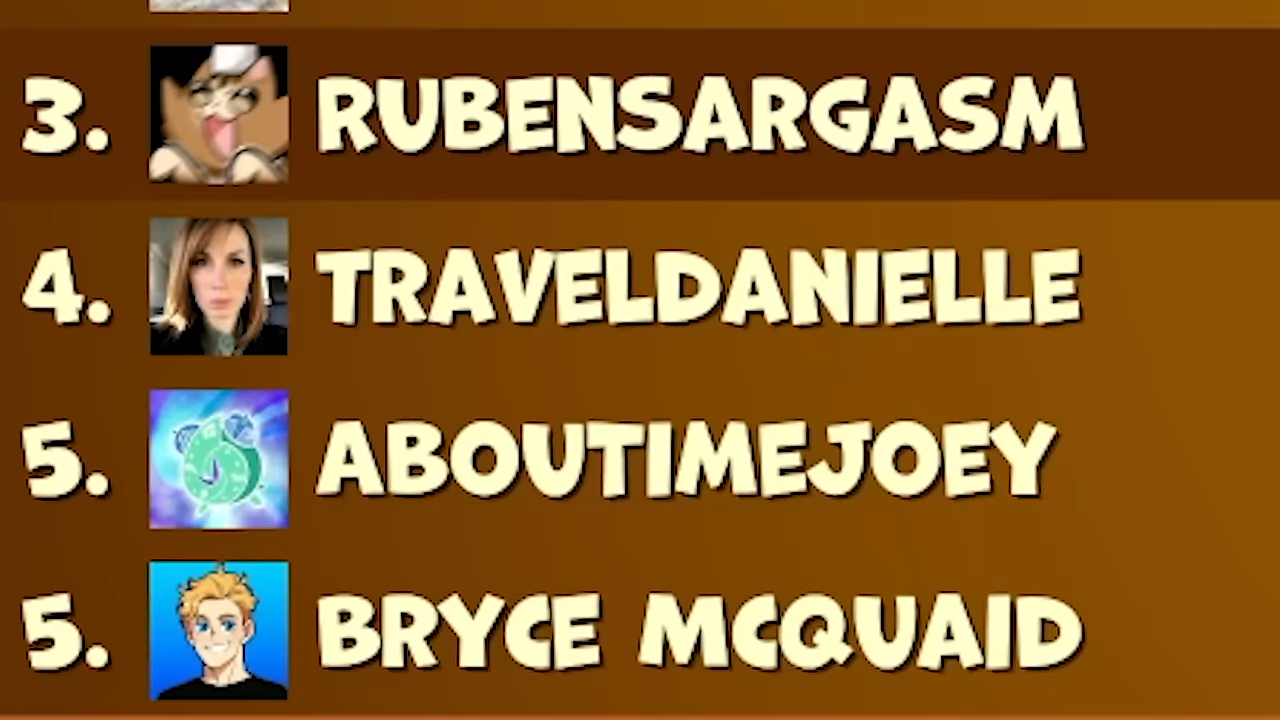 3. RUBENSARGASM
4. TRAVELDANIELLE
5. ABOUTIMEJOEY
5. BRYCE MCQUAID